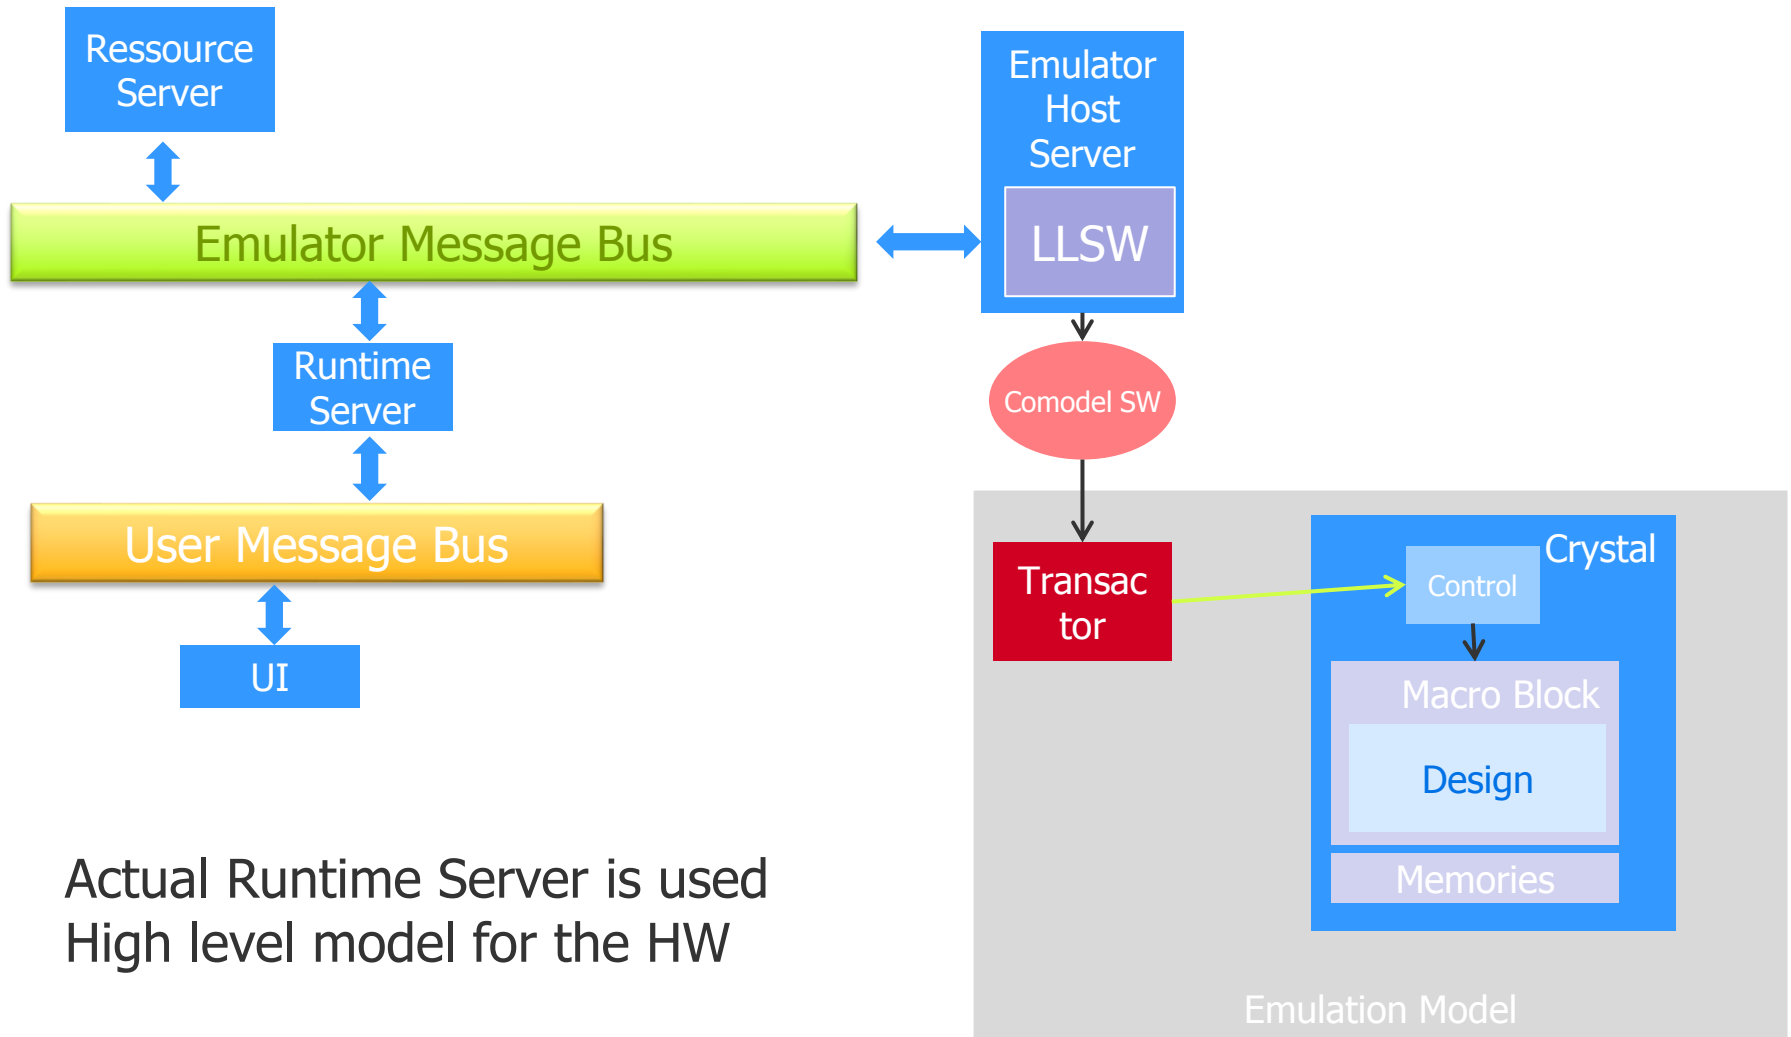 Ressource
Server
Emulator Message Bus
Runtime
Server
User Message Bus
UI
Emulator
Host
Server
LLSW
Comodel SW
Transac
tor
Crystal
Control
Macro Block
Design
Memories
Emulation Model
Actual Runtime Server is used
High level model for the HW